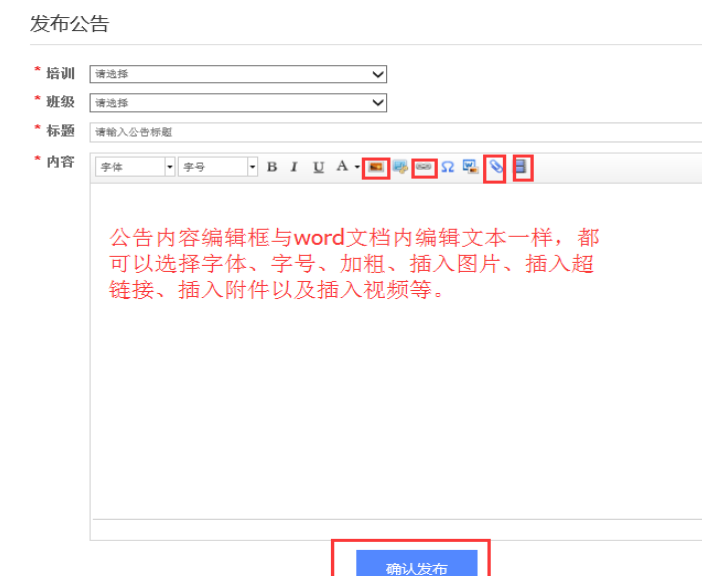 发布公告
* 培训 请选择
* 班级 请选择
* 标题 请输入公告标题
* 内容 字体 字号 B I U A Ω
公告内容编辑框与word文档内编辑文本一样，都
可以选择字体、字号、加粗、插入图片、插入超
链接、插入附件以及插入视频等。
确认发布